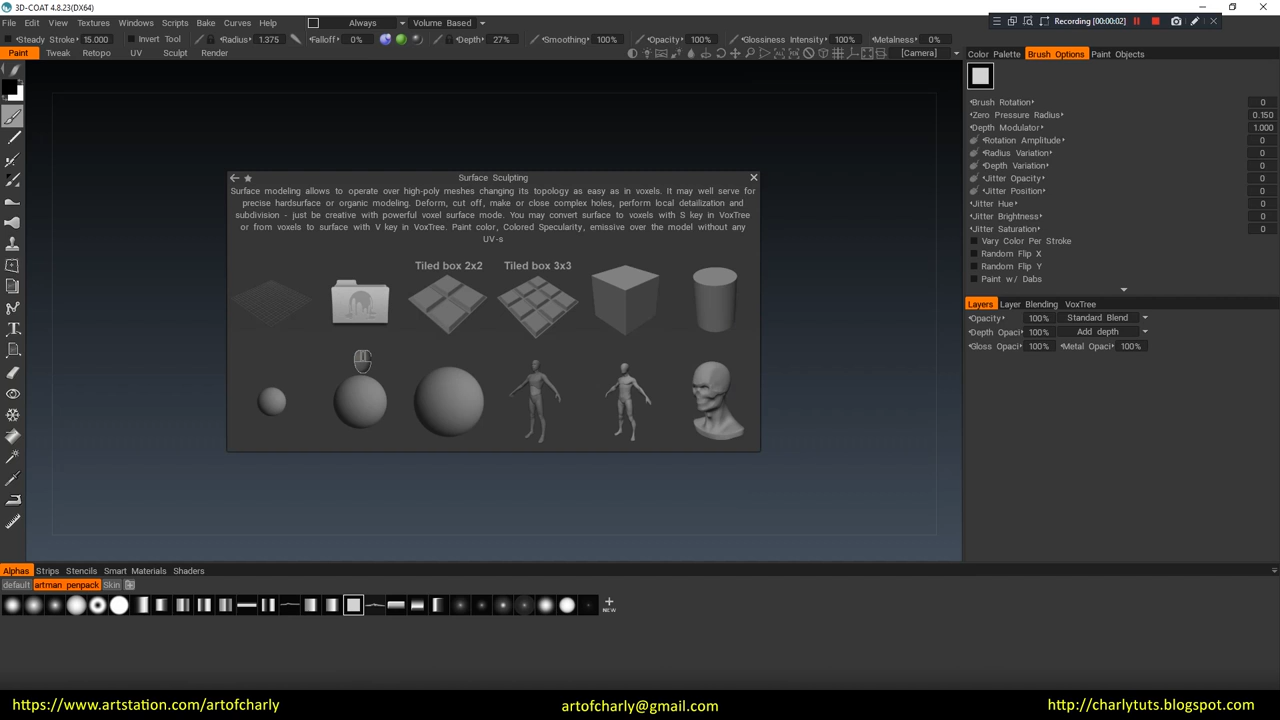 3D-COAT 4.8.23(DX64)
File Edit View Textures Windows Scripts Bake Curves Help Always Volume Based
Recording [00:00:02]
Steady Stroke 15.000 Invert Tool Radius 1.375 Falloff 0% Depth 27% Smoothing 100% Opacity 100% Glossiness Intensity 100% Metalness 0%
Paint Tweak Retopo UV Sculpt Render [Camera]
Color Palette Brush Options Paint Objects
Brush Rotation 0
Zero Pressure Radius 0.150
Depth Modulator 1.000
Rotation Amplitude 0
Radius Variation 0
Depth Variation 0
Jitter Opacity 0
Jitter Position 0
Jitter Hue 0
Jitter Brightness 0
Jitter Saturation 0
Vary Color Per Stroke
Random Flip X
Random Flip Y
Paint w/ Dabs
Layers Layer Blending VoxTree
Opacity 100% Standard Blend
Depth Opaci 100% Add depth
Gloss Opaci 100% Metal Opaci 100%
Surface Sculpting
Surface modeling allows to operate over high-poly meshes changing its topology as easy as in voxels. It may well serve for
precise hardsurface or organic modeling. Deform, cut off, make or close complex holes, perform local detailization and
subdivision - just be creative with powerful voxel surface mode. You may convert surface to voxels with S key in VoxTree
or from voxels to surface with V key in VoxTree. Paint color, Colored Specularity, emissive over the model without any
UV-s
Tiled box 2x2 Tiled box 3x3
Alphas Strips Stencils Smart Materials Shaders
default artman penpack Skin
NEW
https://www.artstation.com/artofcharly artofcharly@gmail.com http://charlytuts.blogspot.com